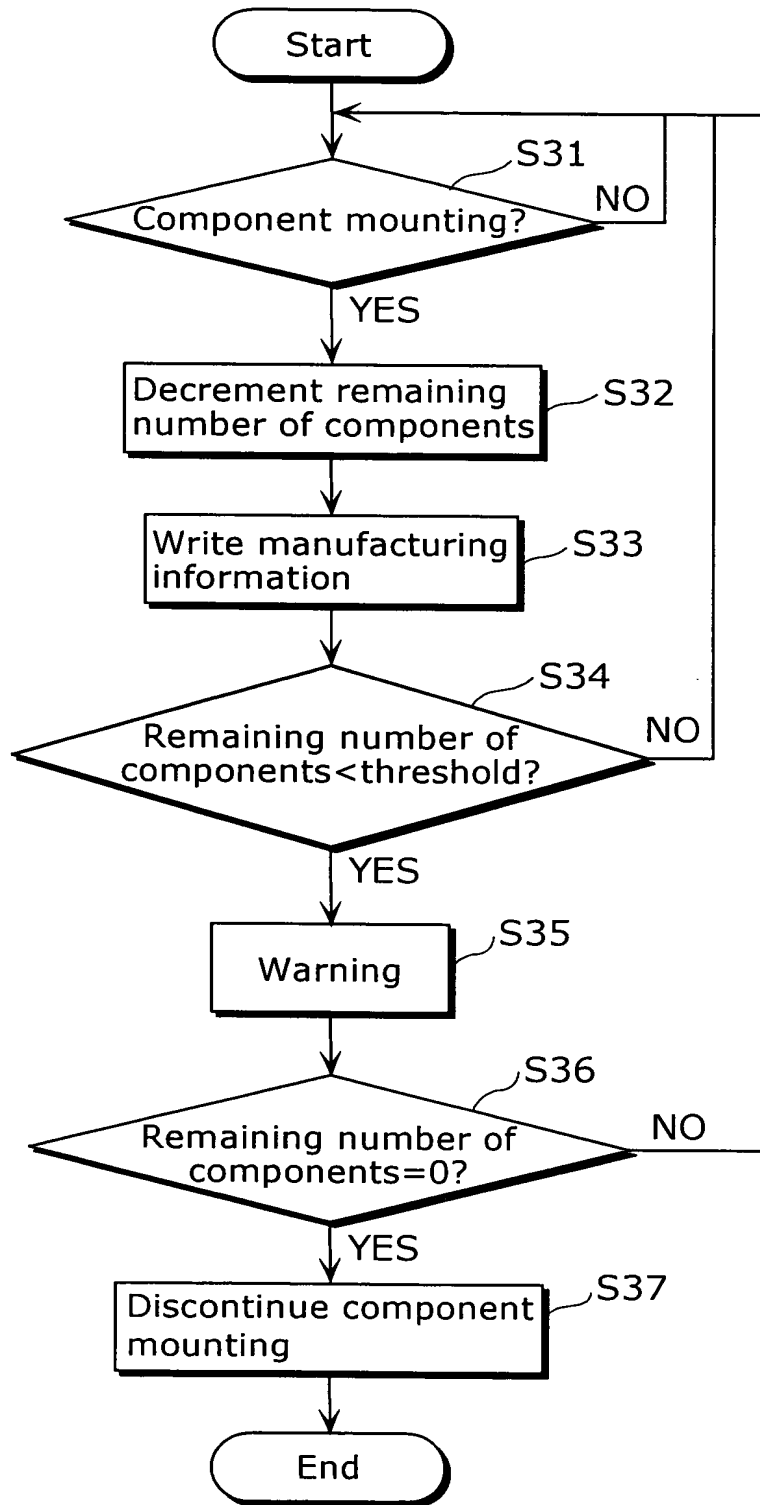 Start
S31
Component mounting?
NO
YES
Decrement remaining
number of components
S32
Write manufacturing
information
S33
S34
Remaining number of
components<threshold?
NO
YES
Warning
S35
S36
Remaining number of
components=0?
NO
YES
Discontinue component
mounting
S37
End